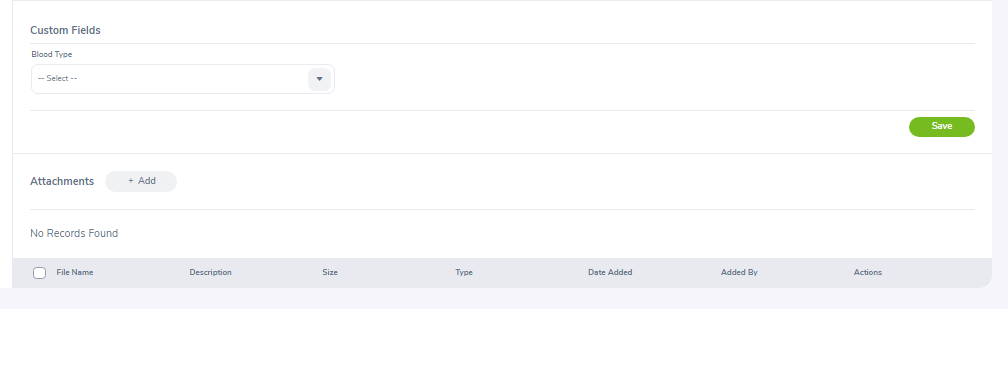 Custom Fields
Blood Type
-- Select --
Save
Attachments + Add
No Records Found
File Name Description Size Type Date Added Added By Actions